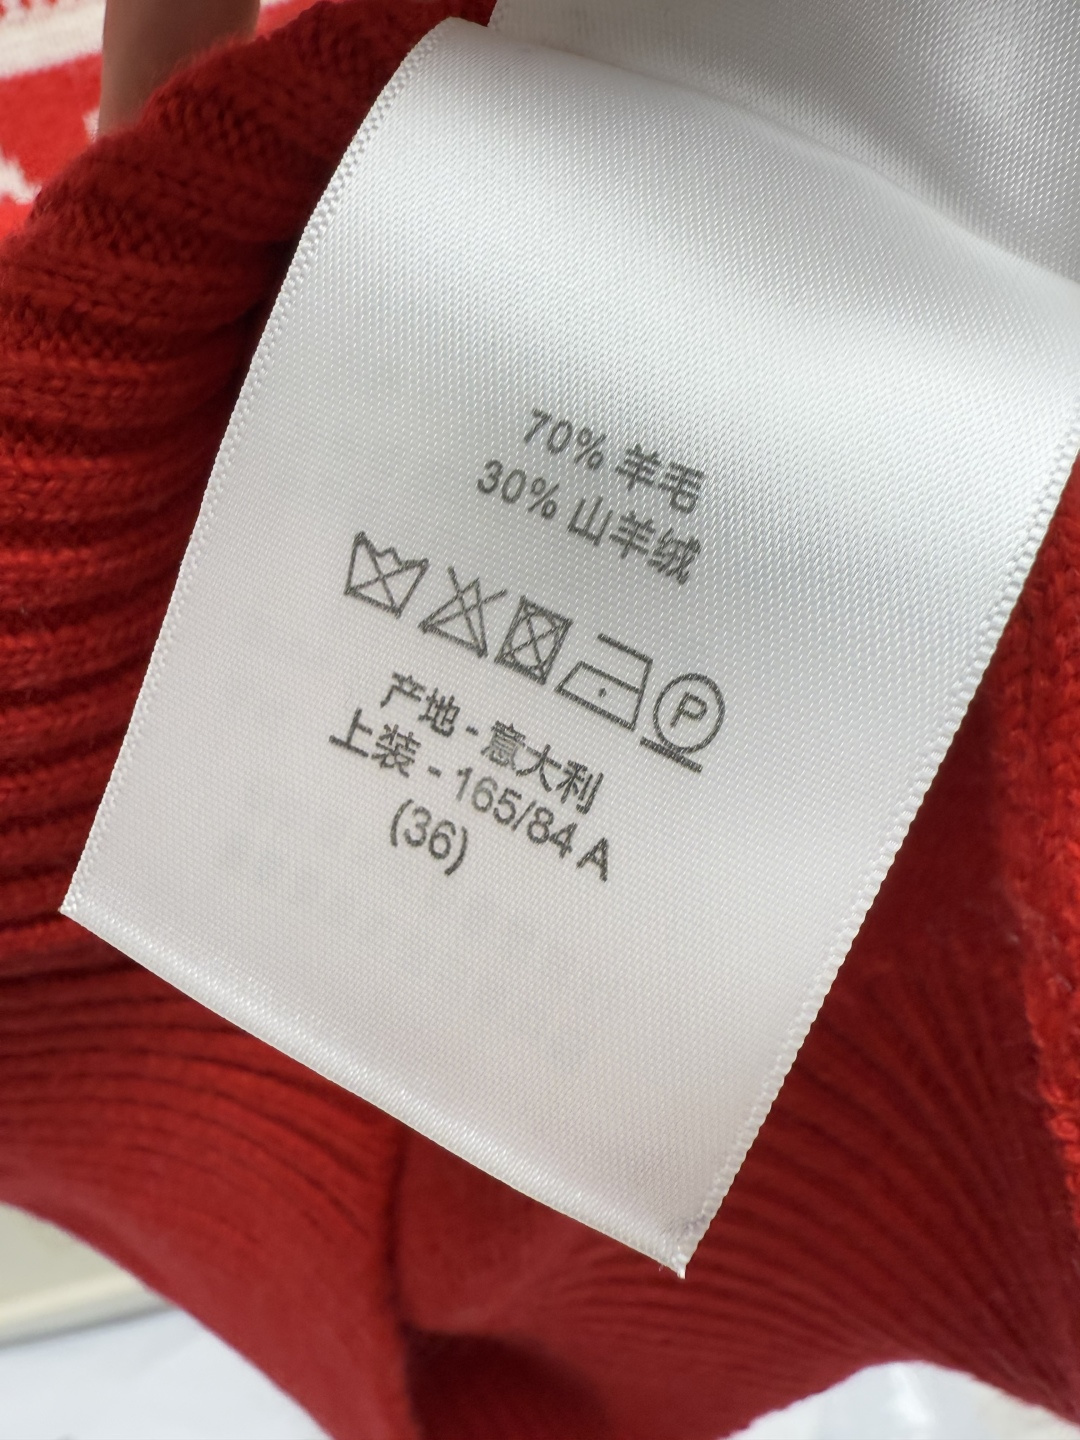 70% 羊毛
30% 山羊绒
P
产地 - 意大利
上装 - 165/84 A
(36)